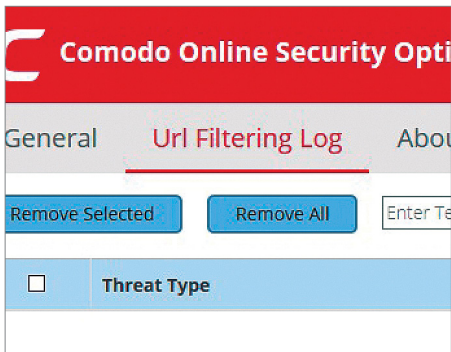 Comodo Online Security Opti
General Url Filtering Log Abou
Remove Selected Remove All Enter Te
Threat Type